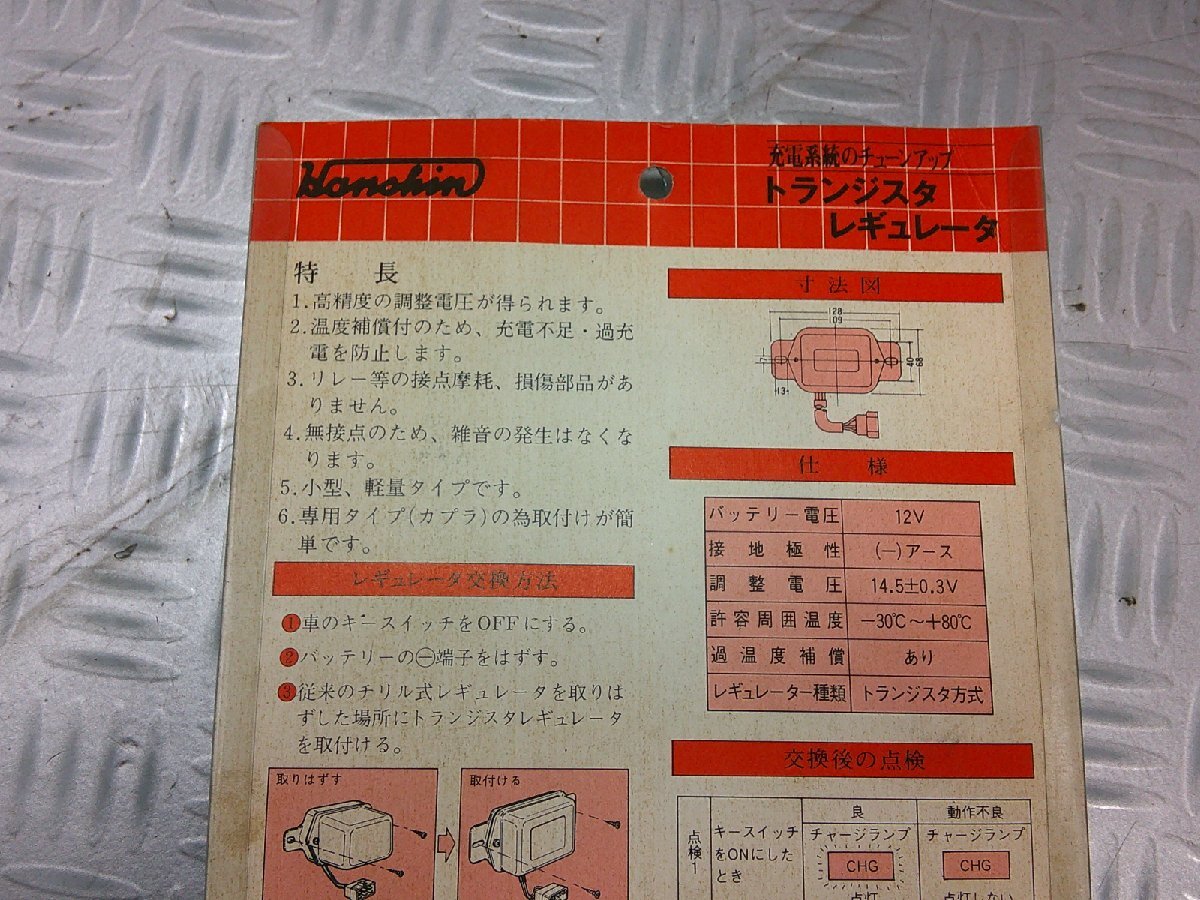 Hanshin
充電系統のチューンアップ
トランジスタ
レギュレータ
特 長
1.高精度の調整電圧が得られます。
2.温度補償付のため、充電不足・過充
電を防止します。
3.リレー等の接点摩耗、損傷部品があ
りません。
4.無接点のため、雑音の発生はなくな
ります。
5.小型、軽量タイプです。
6.専用タイプ(カプラ)の為取付けが簡
単です。
レギュレータ交換方法
①車のキースイッチをOFFにする。
②バッテリーの㊀端子をはずす。
③従来のチリル式レギュレータを取りは
ずした場所にトランジスタレギュレータ
を取付ける。
取りはずす
取付ける
寸法図
13
40
68
仕 様
バッテリー電圧 12V
接地極性 (−)アース
調整電圧 14.5±0.3V
許容周囲温度 −30℃〜+80℃
過温度補償 あり
レギュレーター種類 トランジスタ方式
交換後の点検
良 動作不良
点検1
キースイッチ
をONにした
とき
チャージランプ
CHG
点灯
チャージランプ
CHG
点灯しない